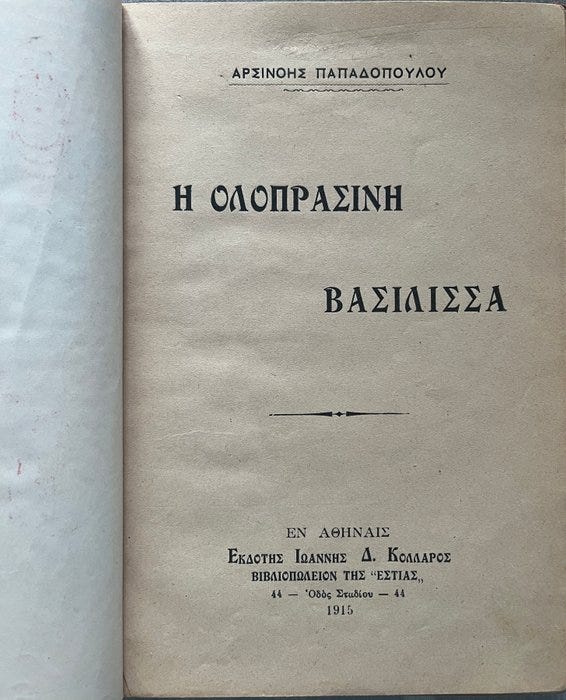 ΑΡΣΙΝΟΗΣ ΠΑΠΑΔΟΠΟΥΛΟΥ
Η ΟΛΟΠΡΑΣΙΝΗ
ΒΑΣΙΛΙΣΣΑ
ΕΝ ΑΘΗΝΑΙΣ
ΕΚΔΟΤΗΣ ΙΩΑΝΝΗΣ Δ. ΚΟΛΛΑΡΟΣ
ΒΙΒΛΙΟΠΩΛΕΙΟΝ ΤΗΣ "ΕΣΤΙΑΣ„
44 — Ὁδὸς Σταδίου — 44
1915